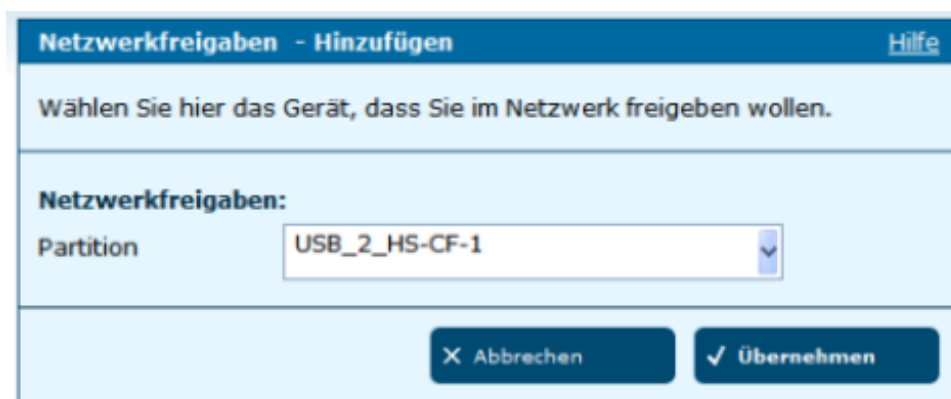 Netzwerkfreigaben - Hinzufügen Hilfe
Wählen Sie hier das Gerät, dass Sie im Netzwerk freigeben wollen.
Netzwerkfreigaben:
Partition USB_2_HS-CF-1
Abbrechen Übernehmen